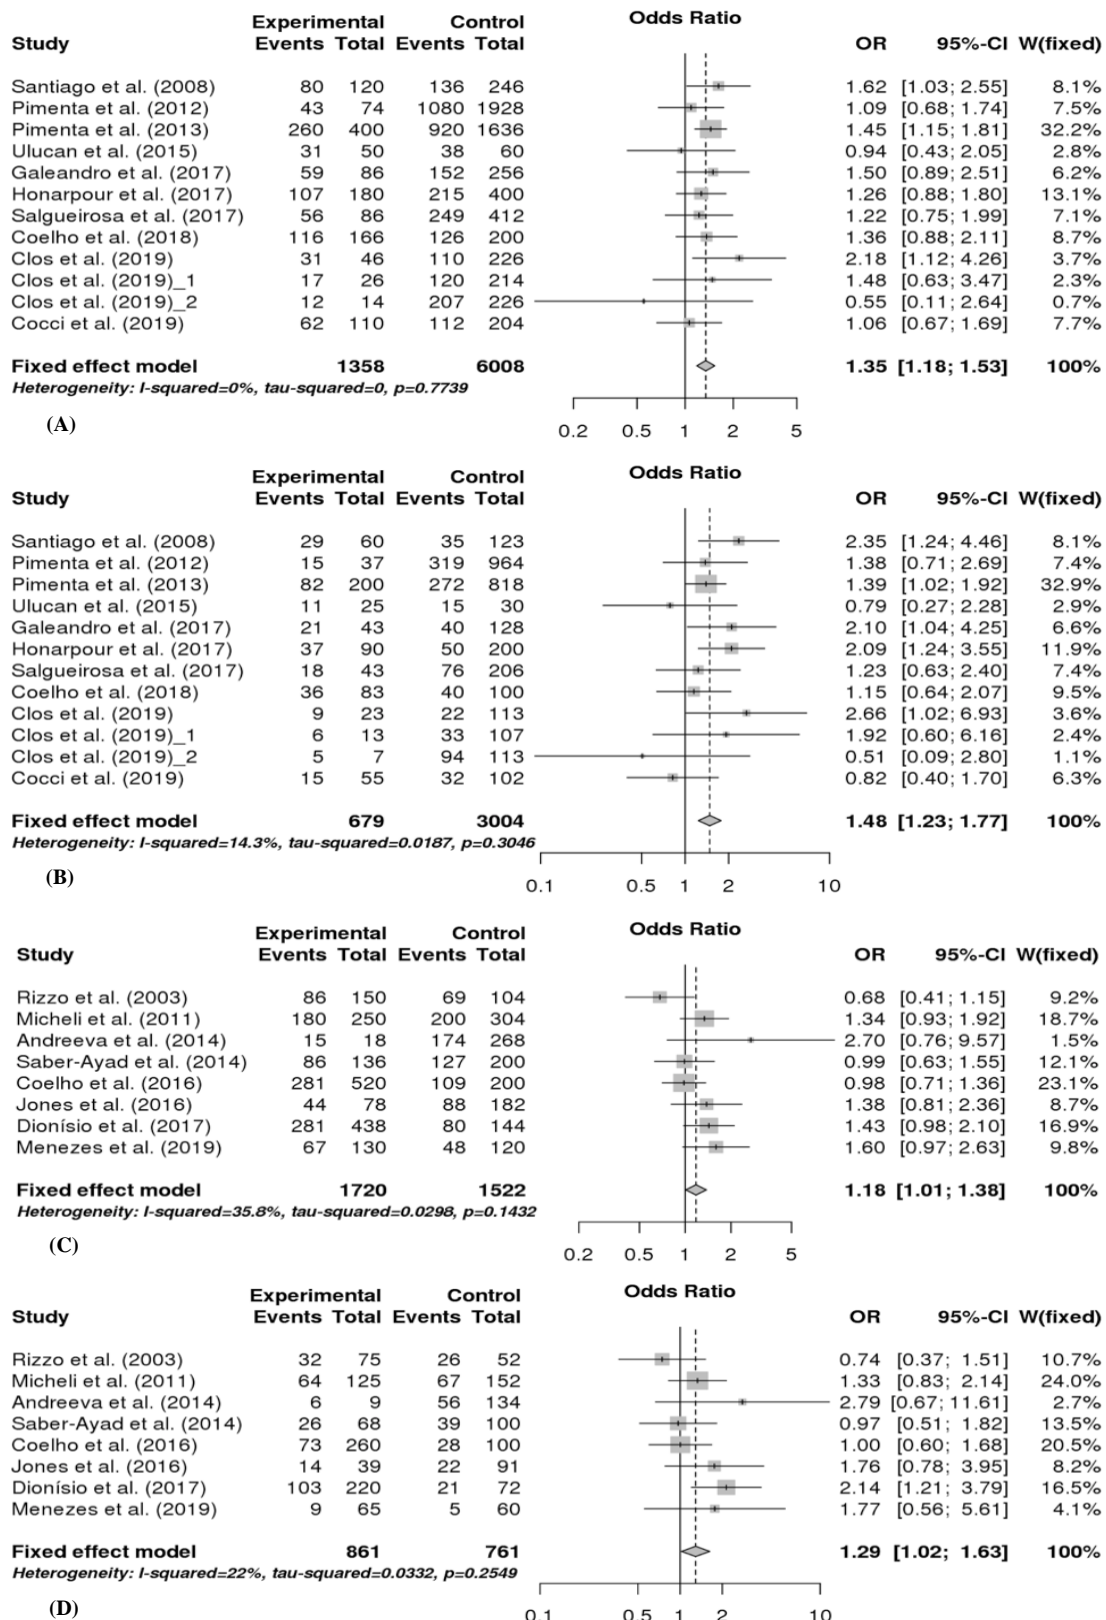 Experimental Control Odds Ratio
Study Events Total Events Total OR 95%-CI W(fixed)
Santiago et al. (2008) 80 120 136 246 1.62 [1.03; 2.55] 8.1%
Pimenta et al. (2012) 43 74 1080 1928 1.09 [0.68; 1.74] 7.5%
Pimenta et al. (2013) 260 400 920 1636 1.45 [1.15; 1.81] 32.2%
Ulucan et al. (2015) 31 50 38 60 0.94 [0.43; 2.05] 2.8%
Galeandro et al. (2017) 59 86 152 256 1.50 [0.89; 2.51] 6.2%
Honarpour et al. (2017) 107 180 215 400 1.26 [0.88; 1.80] 13.1%
Salgueirosa et al. (2017) 56 86 249 412 1.22 [0.75; 1.99] 7.1%
Coelho et al. (2018) 116 166 126 200 1.36 [0.88; 2.11] 8.7%
Clos et al. (2019) 31 46 110 226 2.18 [1.12; 4.26] 3.7%
Clos et al. (2019)_1 17 26 120 214 1.48 [0.63; 3.47] 2.3%
Clos et al. (2019)_2 12 14 207 226 0.55 [0.11; 2.64] 0.7%
Cocci et al. (2019) 62 110 112 204 1.06 [0.67; 1.69] 7.7%
Fixed effect model 1358 6008 1.35 [1.18; 1.53] 100%
Heterogeneity: I-squared=0%, tau-squared=0, p=0.7739
(A)
0.2 0.5 1 2 5
Experimental Control Odds Ratio
Study Events Total Events Total OR 95%-CI W(fixed)
Santiago et al. (2008) 29 60 35 123 2.35 [1.24; 4.46] 8.1%
Pimenta et al. (2012) 15 37 319 964 1.38 [0.71; 2.69] 7.4%
Pimenta et al. (2013) 82 200 272 818 1.39 [1.02; 1.92] 32.9%
Ulucan et al. (2015) 11 25 15 30 0.79 [0.27; 2.28] 2.9%
Galeandro et al. (2017) 21 43 40 128 2.10 [1.04; 4.25] 6.6%
Honarpour et al. (2017) 37 90 50 200 2.09 [1.24; 3.55] 11.9%
Salgueirosa et al. (2017) 18 43 76 206 1.23 [0.63; 2.40] 7.4%
Coelho et al. (2018) 36 83 40 100 1.15 [0.64; 2.07] 9.5%
Clos et al. (2019) 9 23 22 113 2.66 [1.02; 6.93] 3.6%
Clos et al. (2019)_1 6 13 33 107 1.92 [0.60; 6.16] 2.4%
Clos et al. (2019)_2 5 7 94 113 0.51 [0.09; 2.80] 1.1%
Cocci et al. (2019) 15 55 32 102 0.82 [0.40; 1.70] 6.3%
Fixed effect model 679 3004 1.48 [1.23; 1.77] 100%
Heterogeneity: I-squared=14.3%, tau-squared=0.0187, p=0.3046
(B)
0.1 0.5 1 2 10
Experimental Control Odds Ratio
Study Events Total Events Total OR 95%-CI W(fixed)
Rizzo et al. (2003) 86 150 69 104 0.68 [0.41; 1.15] 9.2%
Micheli et al. (2011) 180 250 200 304 1.34 [0.93; 1.92] 18.7%
Andreeva et al. (2014) 15 18 174 268 2.70 [0.76; 9.57] 1.5%
Saber-Ayad et al. (2014) 86 136 127 200 0.99 [0.63; 1.55] 12.1%
Coelho et al. (2016) 281 520 109 200 0.98 [0.71; 1.36] 23.1%
Jones et al. (2016) 44 78 88 182 1.38 [0.81; 2.36] 8.7%
Dionísio et al. (2017) 281 438 80 144 1.43 [0.98; 2.10] 16.9%
Menezes et al. (2019) 67 130 48 120 1.60 [0.97; 2.63] 9.8%
Fixed effect model 1720 1522 1.18 [1.01; 1.38] 100%
Heterogeneity: I-squared=35.8%, tau-squared=0.0298, p=0.1432
(C)
0.2 0.5 1 2 5
Experimental Control Odds Ratio
Study Events Total Events Total OR 95%-CI W(fixed)
Rizzo et al. (2003) 32 75 26 52 0.74 [0.37; 1.51] 10.7%
Micheli et al. (2011) 64 125 67 152 1.33 [0.83; 2.14] 24.0%
Andreeva et al. (2014) 6 9 56 134 2.79 [0.67; 11.61] 2.7%
Saber-Ayad et al. (2014) 26 68 39 100 0.97 [0.51; 1.82] 13.5%
Coelho et al. (2016) 73 260 28 100 1.00 [0.60; 1.68] 20.5%
Jones et al. (2016) 14 39 22 91 1.76 [0.78; 3.95] 8.2%
Dionísio et al. (2017) 103 220 21 72 2.14 [1.21; 3.79] 16.5%
Menezes et al. (2019) 9 65 5 60 1.77 [0.56; 5.61] 4.1%
Fixed effect model 861 761 1.29 [1.02; 1.63] 100%
Heterogeneity: I-squared=22%, tau-squared=0.0332, p=0.2549
(D)
0.1 0.5 1 2 10